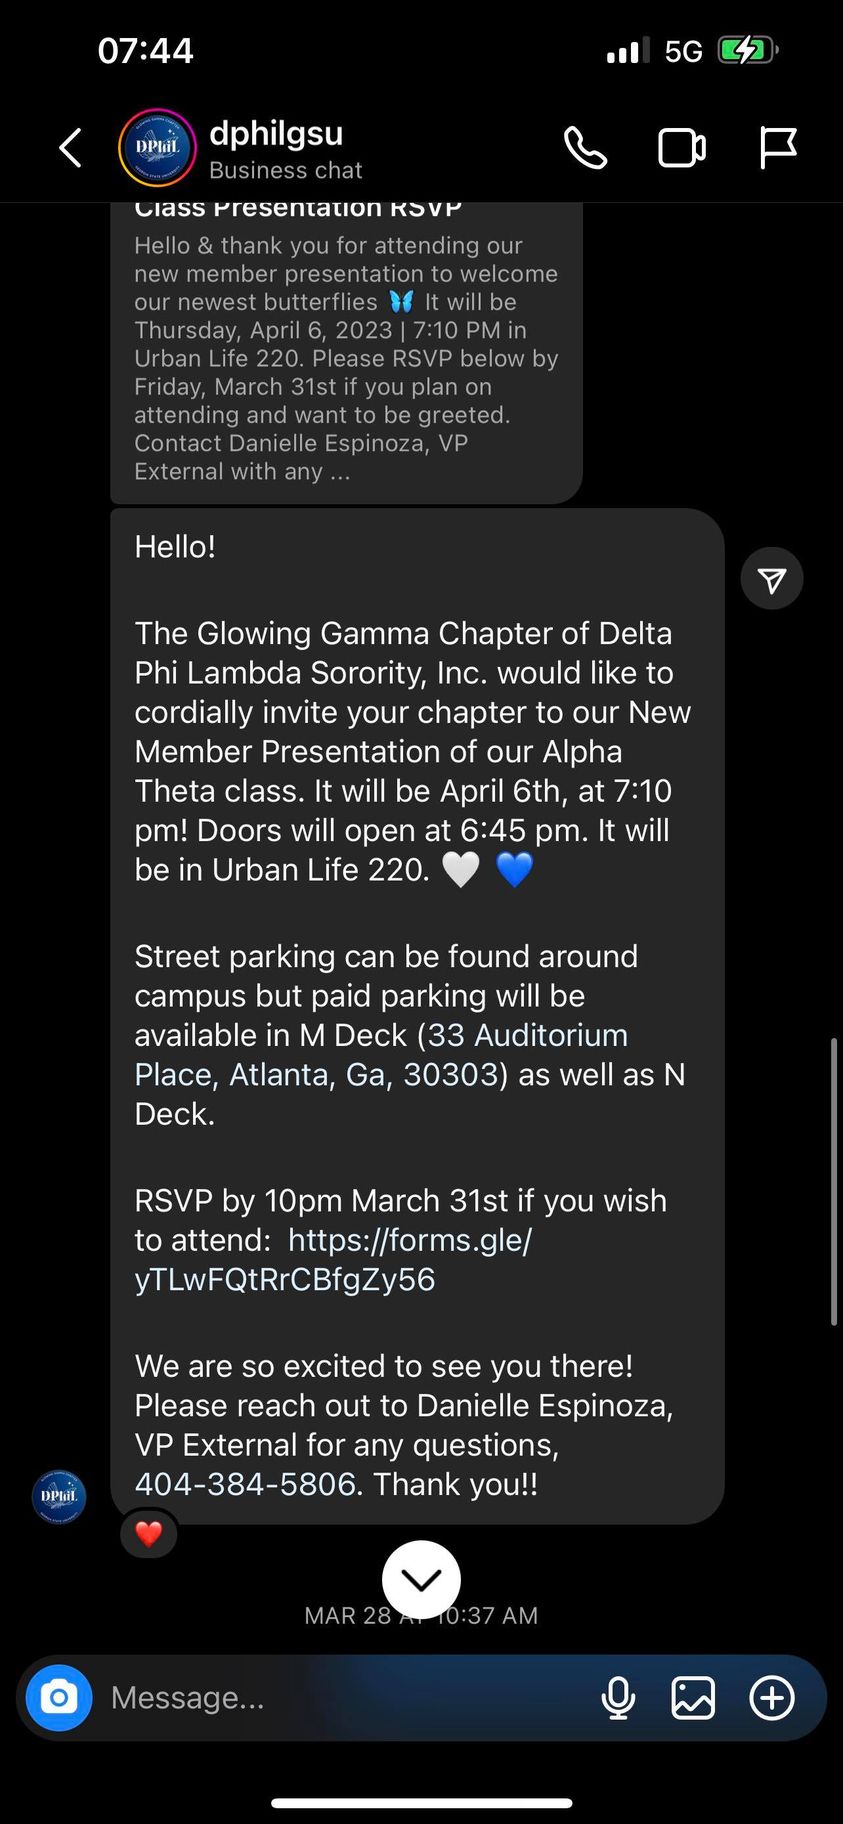 07:44
5G
dphilgsu
Business chat
Class Presentation RSVP
Hello & thank you for attending our
new member presentation to welcome
our newest butterflies 🦋 It will be
Thursday, April 6, 2023 | 7:10 PM in
Urban Life 220. Please RSVP below by
Friday, March 31st if you plan on
attending and want to be greeted.
Contact Danielle Espinoza, VP
External with any ...
Hello!
The Glowing Gamma Chapter of Delta
Phi Lambda Sorority, Inc. would like to
cordially invite your chapter to our New
Member Presentation of our Alpha
Theta class. It will be April 6th, at 7:10
pm! Doors will open at 6:45 pm. It will
be in Urban Life 220. 🤍 💙
Street parking can be found around
campus but paid parking will be
available in M Deck (33 Auditorium
Place, Atlanta, Ga, 30303) as well as N
Deck.
RSVP by 10pm March 31st if you wish
to attend: https://forms.gle/
yTLwFQtRrCBfgZy56
We are so excited to see you there!
Please reach out to Danielle Espinoza,
VP External for any questions,
404-384-5806. Thank you!!
DPhiL
MAR 28 AT 10:37 AM
Message...